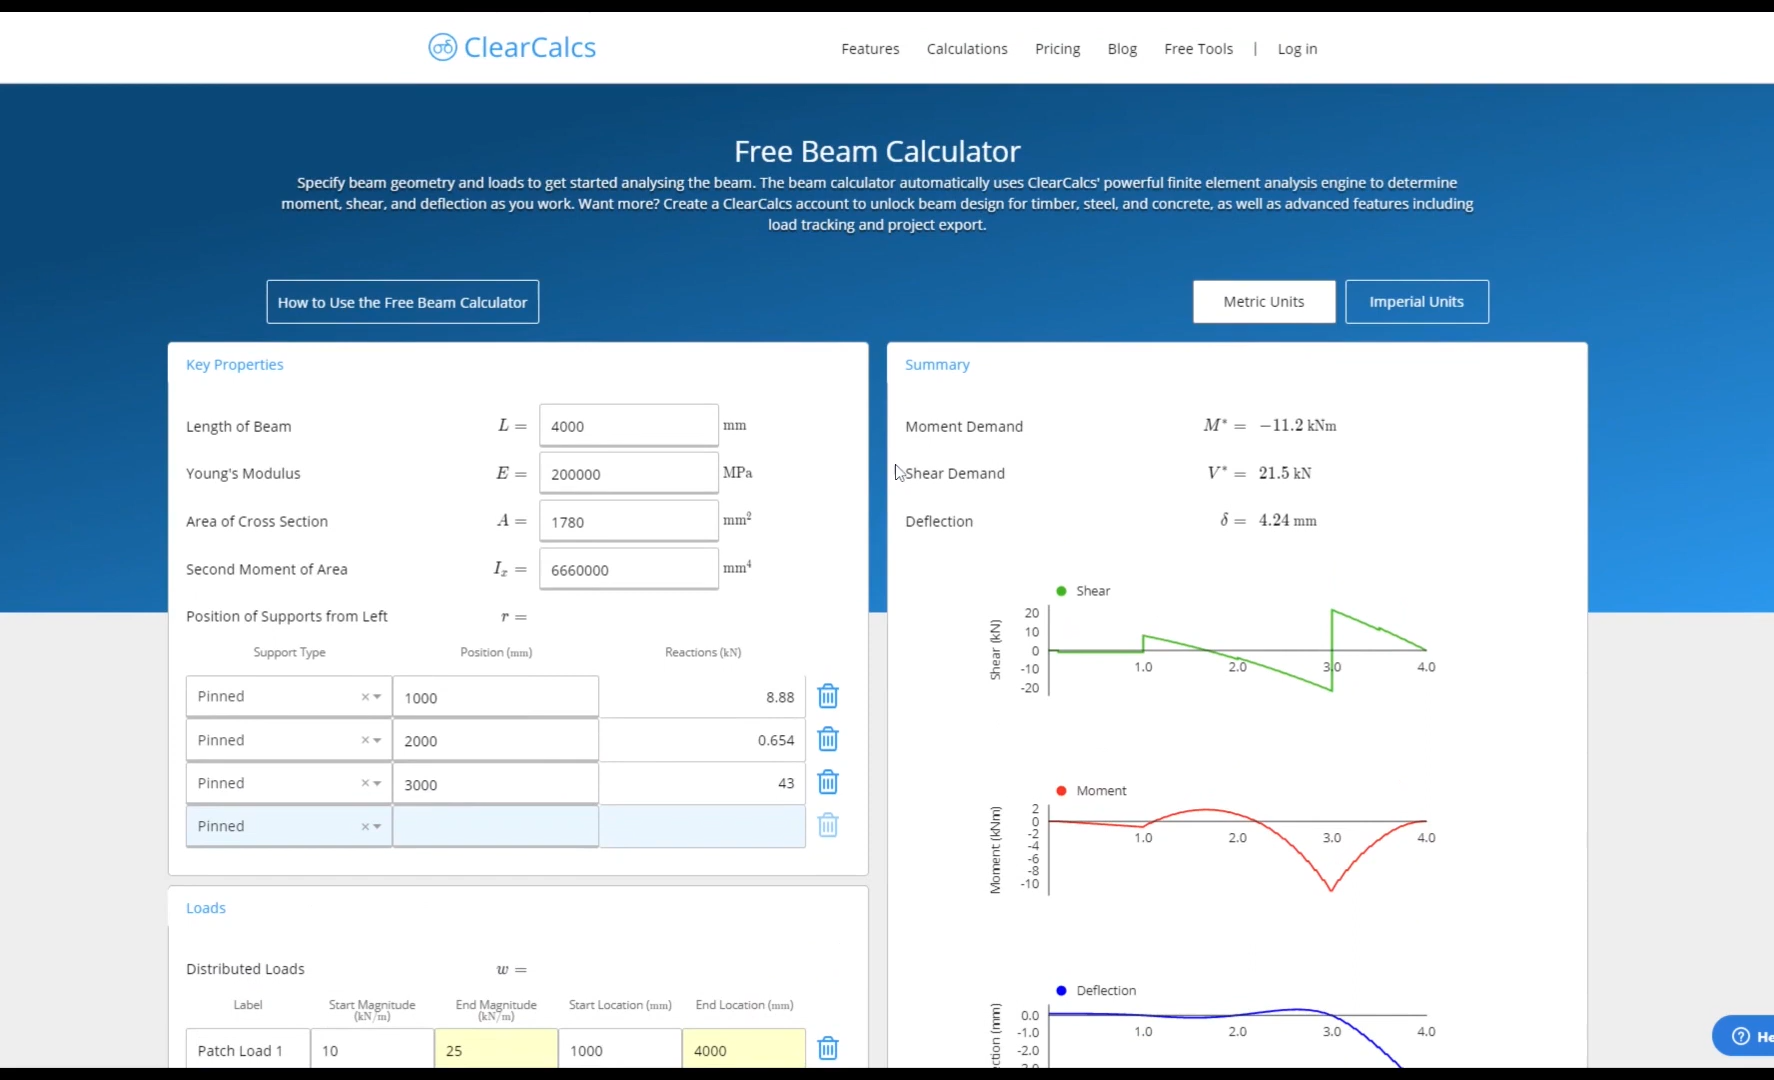 ClearCalcs
Features Calculations Pricing Blog Free Tools | Log in
Free Beam Calculator
Specify beam geometry and loads to get started analysing the beam. The beam calculator automatically uses ClearCalcs' powerful finite element analysis engine to determine
moment, shear, and deflection as you work. Want more? Create a ClearCalcs account to unlock beam design for timber, steel, and concrete, as well as advanced features including
load tracking and project export.
How to Use the Free Beam Calculator
Metric Units Imperial Units
Key Properties
Length of Beam L = 4000 mm
Young's Modulus E = 200000 MPa
Area of Cross Section A = 1780 mm²
Second Moment of Area Iₓ = 6660000 mm⁴
Position of Supports from Left r =
Support Type Position (mm) Reactions (kN)
Pinned × 1000 8.88
Pinned × 2000 0.654
Pinned × 3000 43
Pinned ×
Loads
Distributed Loads w =
Label Start Magnitude (kN/m) End Magnitude (kN/m) Start Location (mm) End Location (mm)
Patch Load 1 10 25 1000 4000
Summary
Moment Demand M* = −11.2 kNm
Shear Demand V* = 21.5 kN
Deflection δ = 4.24 mm
Shear
Shear (kN)
20
10
0
-10
-20
1.0 2.0 3.0 4.0
Moment
Moment (kNm)
2
0
-2
-4
-6
-8
-10
1.0 2.0 3.0 4.0
Deflection
ction (mm)
0.0
-1.0
-2.0
1.0 2.0 3.0 4.0
? He